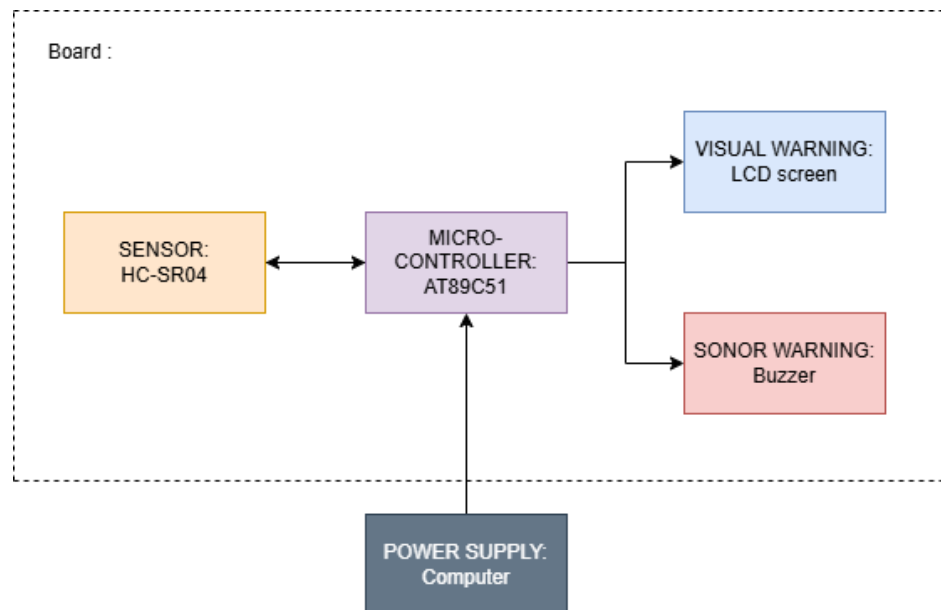 Board :
SENSOR:
HC-SR04
MICRO-
CONTROLLER:
AT89C51
VISUAL WARNING:
LCD screen
SONOR WARNING:
Buzzer
POWER SUPPLY:
Computer